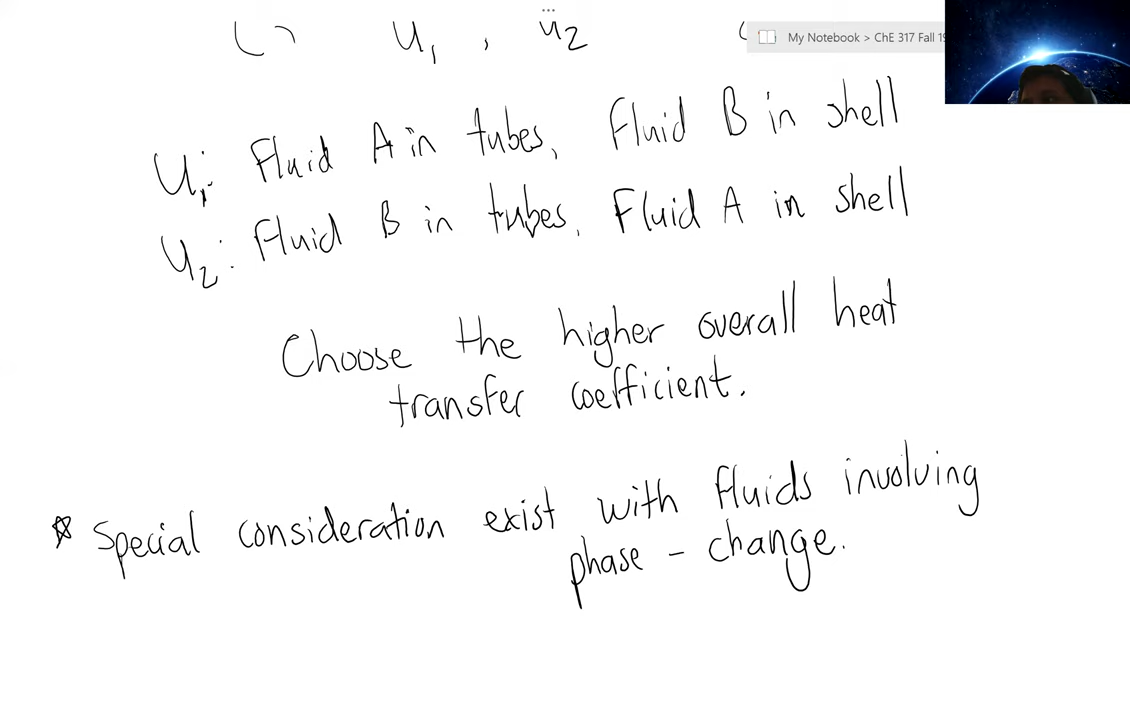 U₁, U₂
My Notebook > ChE 317 Fall 19
U₁: Fluid A in tubes, Fluid B in shell
U₂: Fluid B in tubes, Fluid A in shell
Choose the higher overall heat
transfer coefficient.
☆ Special consideration exist with fluids involving
phase - change.